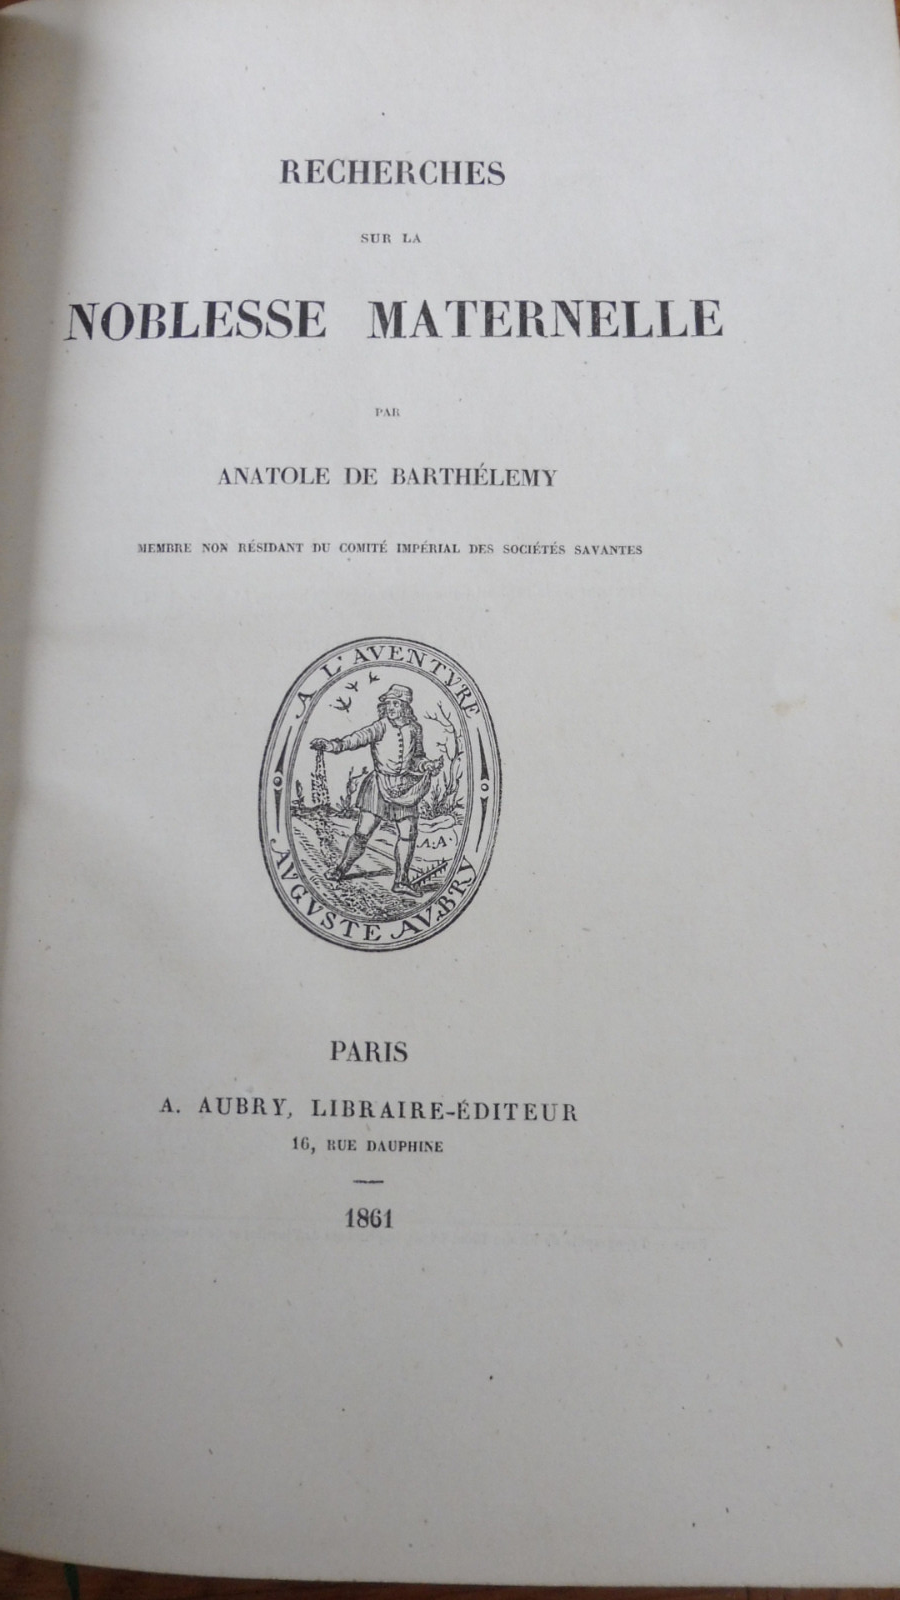 RECHERCHES
SUR LA
NOBLESSE MATERNELLE
PAR
ANATOLE DE BARTHÉLEMY
MEMBRE NON RÉSIDANT DU COMITÉ IMPÉRIAL DES SOCIÉTÉS SAVANTES
A L'AVENTVRE
A.A.
AVGVSTE AVBRY
PARIS
A. AUBRY, LIBRAIRE-ÉDITEUR
16, RUE DAUPHINE
1861